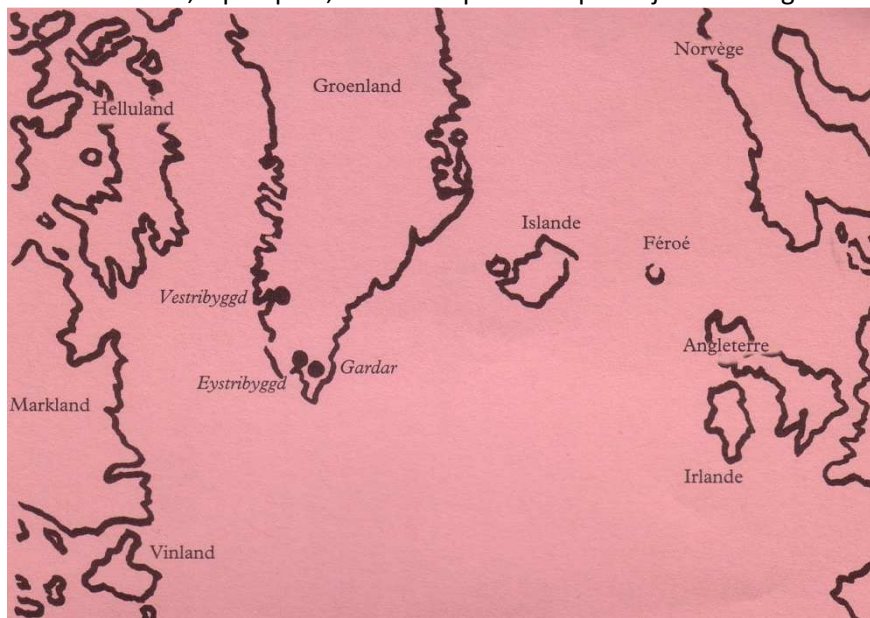 Norvège
Groenland
Helluland
Islande
Féroé
Vestribyggd
Angleterre
Eystribyggd
Gardar
Markland
Irlande
Vinland